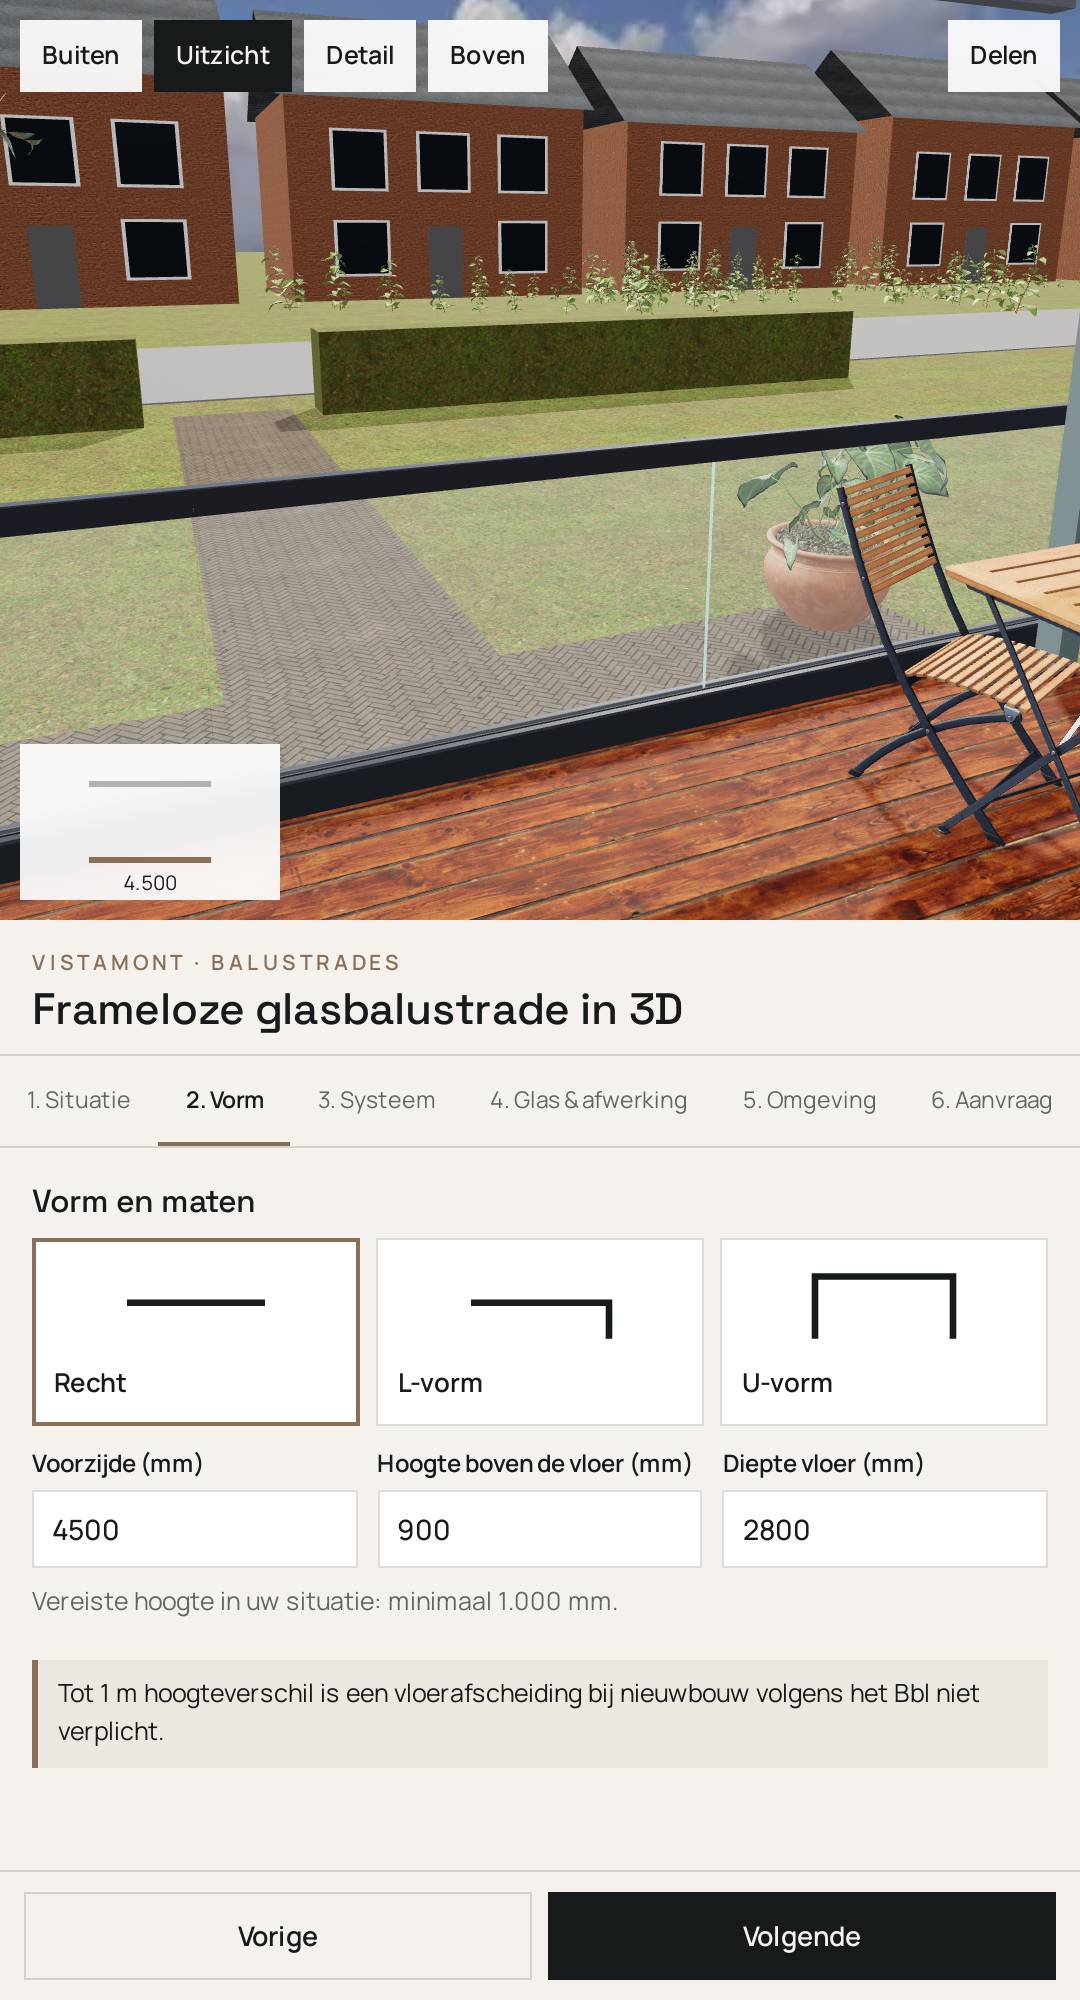 Buiten
Uitzicht
Detail
Boven
Delen
4.500
VISTAMONT · BALUSTRADES
Frameloze glasbalustrade in 3D
1. Situatie
2. Vorm
3. Systeem
4. Glas & afwerking
5. Omgeving
6. Aanvraag
Vorm en maten
Recht
L-vorm
U-vorm
Voorzijde (mm)
Hoogte boven de vloer (mm)
Diepte vloer (mm)
4500
900
2800
Vereiste hoogte in uw situatie: minimaal 1.000 mm.
Tot 1 m hoogteverschil is een vloerafscheiding bij nieuwbouw volgens het Bbl niet
verplicht.
Vorige
Volgende